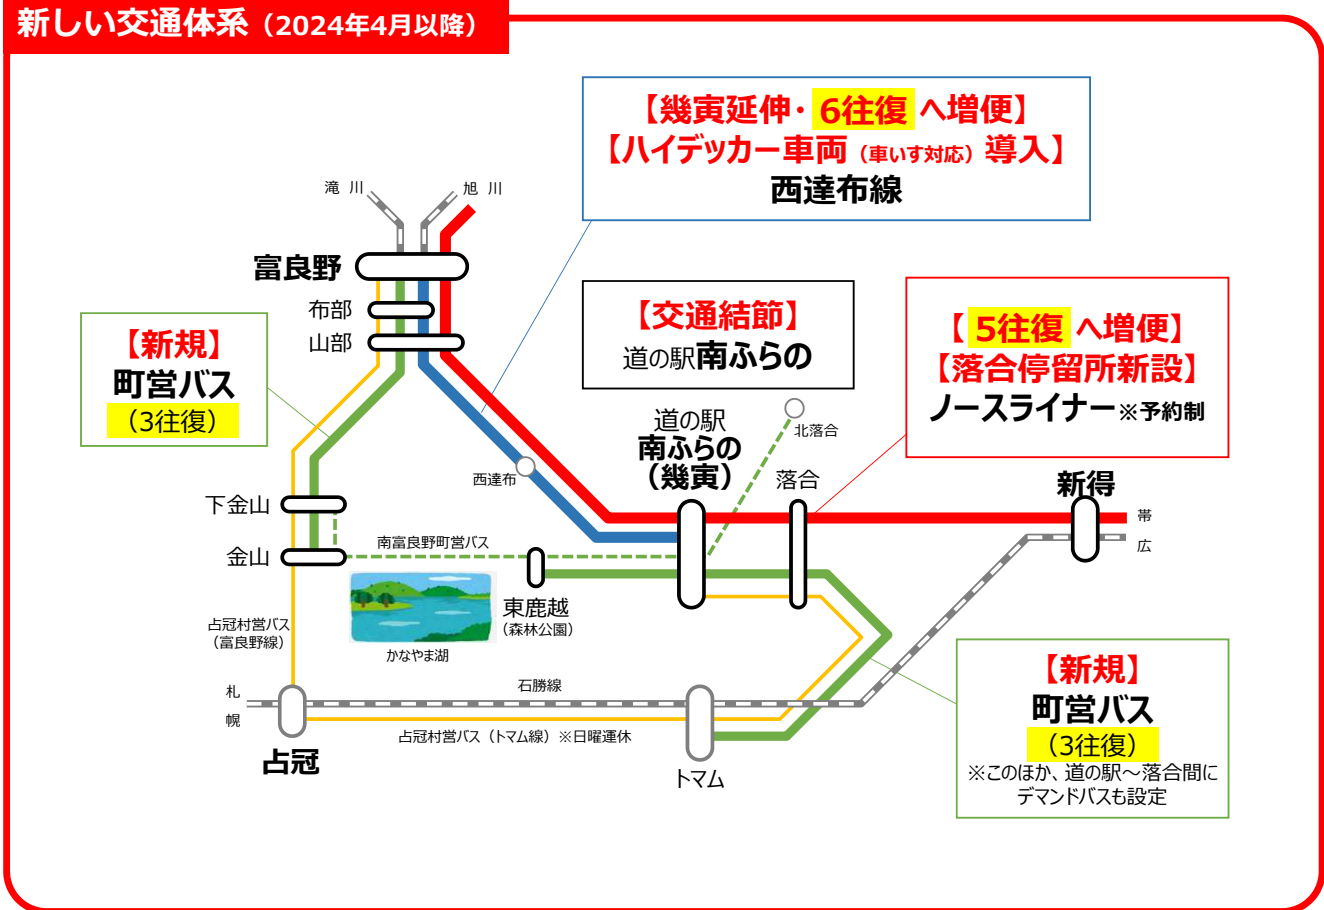 新しい交通体系（2024年4月以降）
【幾寅延伸・6往復へ増便】
【ハイデッカー車両（車いす対応）導入】
西達布線
滝川
旭川
富良野
布部
山部
【新規】
町営バス
（3往復）
【交通結節】
道の駅南ふらの
【5往復へ増便】
【落合停留所新設】
ノースライナー※予約制
道の駅
南ふらの
（幾寅）
北落合
落合
西達布
新得
帯
広
下金山
金山
南富良野町営バス
東鹿越
（森林公園）
かなやま湖
占冠村営バス
（富良野線）
札
幌
石勝線
占冠村営バス（トマム線）※日曜運休
占冠
トマム
【新規】
町営バス
（3往復）
※このほか、道の駅～落合間に
デマンドバスも設定